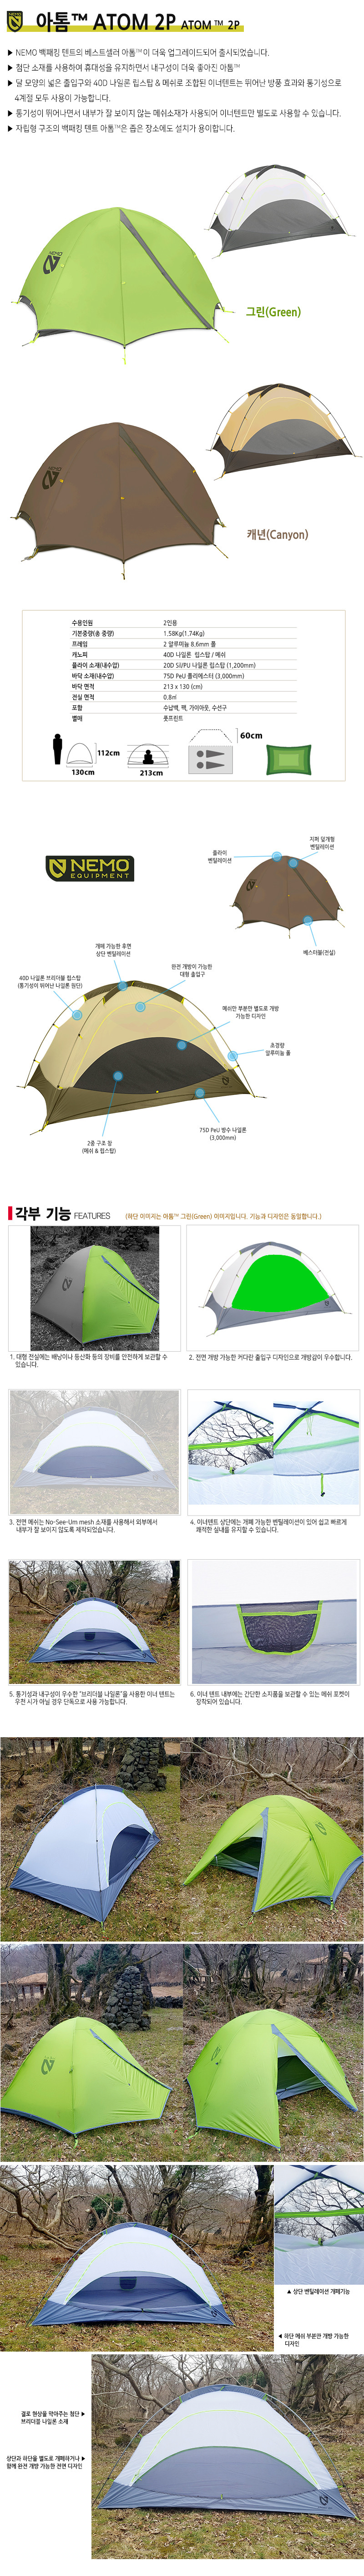 아톰™ ATOM 2P ATOM ™ 2P
▶ NEMO 백패킹 텐트의 베스트셀러 아톰™이 더욱 업그레이드되어 출시되었습니다.
▶ 첨단 소재를 사용하여 휴대성을 유지하면서 내구성이 더욱 좋아진 아톰™
▶ 달 모양의 넓은 출입구와 40D 나일론 립스탑 & 메쉬로 조합된 이너텐트는 뛰어난 방풍 효과와 통기성으로
4계절 모두 사용이 가능합니다.
▶ 통기성이 뛰어나면서 내부가 잘 보이지 않는 메쉬소재가 사용되어 이너텐트만 별도로 사용할 수 있습니다.
▶ 자립형 구조의 백패킹 텐트 아톰™은 좁은 장소에도 설치가 용이합니다.
NEMO
그린(Green)
NEMO
캐년(Canyon)
수용인원 2인용
기본중량(총 중량) 1.58Kg(1.74Kg)
프레임 2 알루미늄 8.6mm 폴
캐노피 40D 나일론 립스탑 / 메쉬
플라이 소재(내수압) 20D Sil/PU 나일론 립스탑 (1,200mm)
바닥 소재(내수압) 75D PeU 폴리에스터 (3,000mm)
바닥 면적 213 x 130 (cm)
전실 면적 0.8㎡
포함 수납백, 팩, 가이아웃, 수선구
별매 풋프린트
60cm
112cm
130cm
213cm
NEMO
EQUIPMENT
지퍼 덮개형
벤틸레이션
플라이
벤틸레이션
베스티블(전실)
개폐 가능한 후면
상단 벤틸레이션
완전 개방이 가능한
대형 출입구
40D 나일론 브리더블 립스탑
(통기성이 뛰어난 나일론 원단)
메쉬만 부분만 별도로 개방
가능한 디자인
초경량
알루미늄 폴
2중 구조 창
(메쉬 & 립스탑)
75D PeU 방수 나일론
(3,000mm)
각부 기능 FEATURES (하단 이미지는 아톰™ 그린(Green) 이미지입니다. 기능과 디자인은 동일합니다.)
1. 대형 전실에는 배낭이나 등산화 등의 장비를 안전하게 보관할 수
있습니다.
2. 전면 개방 가능한 커다란 출입구 디자인으로 개방감이 우수합니다.
3. 전면 메쉬는 No-See-Um mesh 소재를 사용해서 외부에서
내부가 잘 보이지 않도록 제작되었습니다.
4. 이너텐트 상단에는 개폐 가능한 벤틸레이션이 있어 쉽고 빠르게
쾌적한 실내를 유지할 수 있습니다.
5. 통기성과 내구성이 우수한 "브리더블 나일론"을 사용한 이너 텐트는
우천 시가 아닐 경우 단독으로 사용 가능합니다.
6. 이너 텐트 내부에는 간단한 소지품을 보관할 수 있는 메쉬 포켓이
장착되어 있습니다.
▲ 상단 벤틸레이션 개폐기능
◀ 하단 메쉬 부분만 개방 가능한
디자인
결로 현상을 막아주는 첨단 ▶
브리더블 나일론 소재
상단과 하단을 별도로 개폐하거나 ▶
함께 완전 개방 가능한 전면 디자인